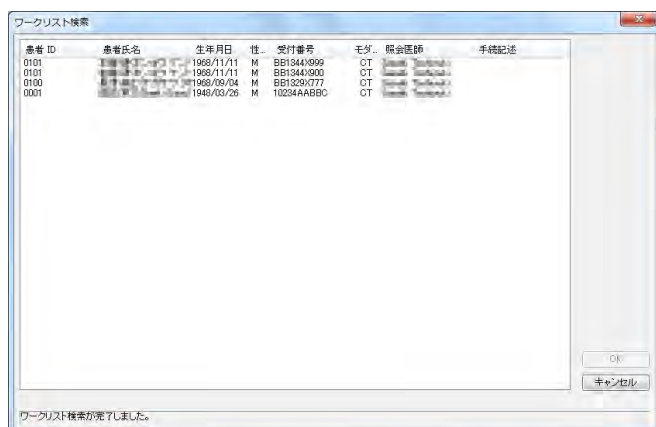 ワークリスト検索
患者 ID 患者氏名 生年月日 性... 受付番号 モダ... 照会医師 手続記述
0101 1968/11/11 M BB1344X999 CT
0101 1968/11/11 M BB1344X900 CT
0100 1968/09/04 M BB1329X777 CT
0001 1948/03/26 M 10234AABBC CT
OK
キャンセル
ワークリスト検索が完了しました。